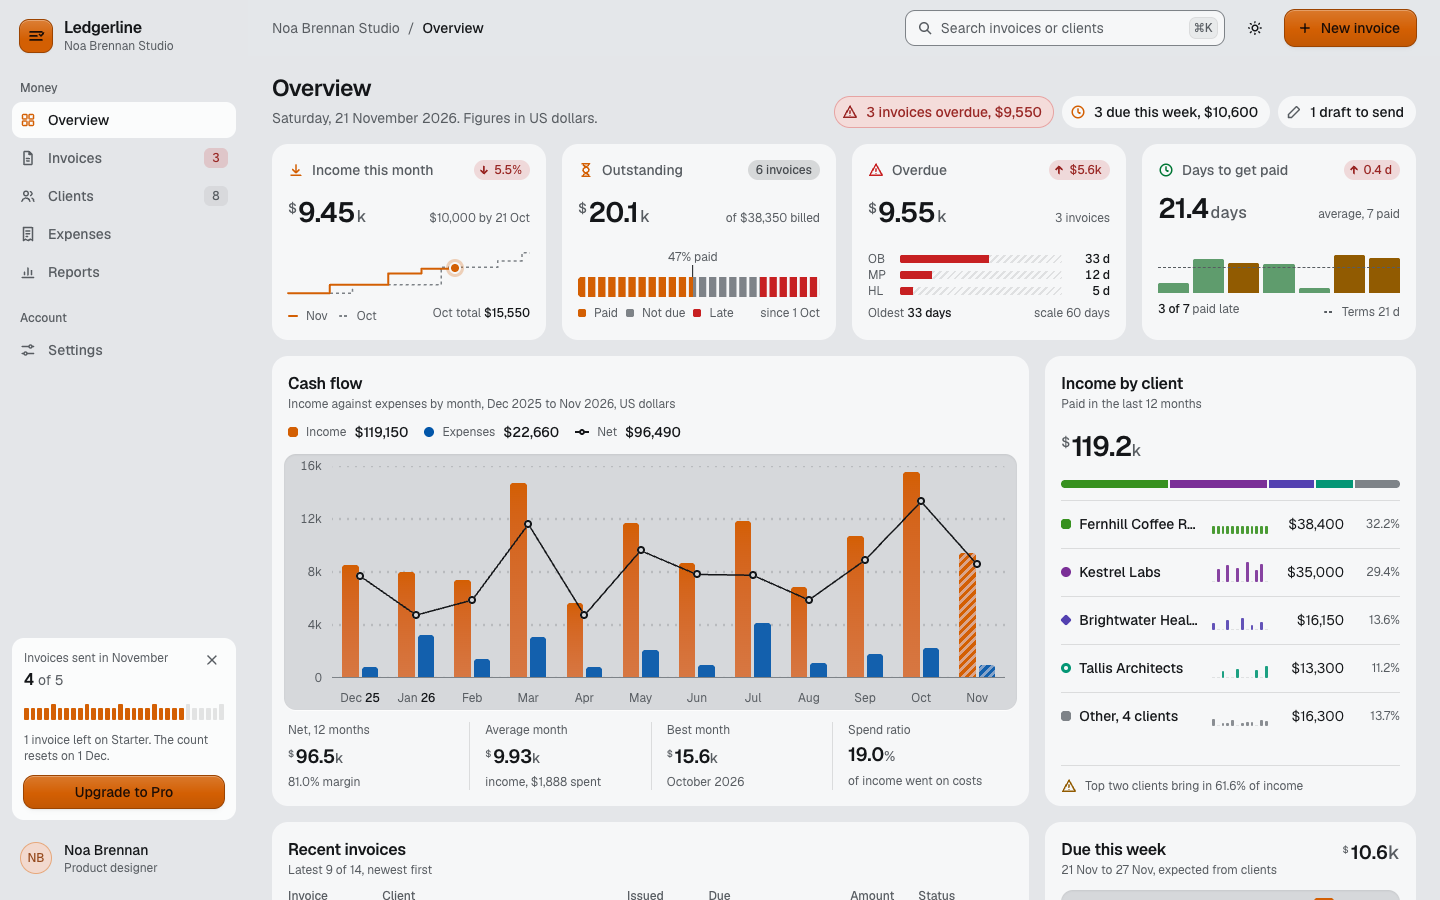 Ledgerline
Noa Brennan Studio
Money
Overview
Invoices 3
Clients 8
Expenses
Reports
Account
Settings
Invoices sent in November
4 of 5
1 invoice left on Starter. The count
resets on 1 Dec.
Upgrade to Pro
NB
Noa Brennan
Product designer
Noa Brennan Studio / Overview
Search invoices or clients ⌘K
+ New invoice
Overview
Saturday, 21 November 2026. Figures in US dollars.
3 invoices overdue, $9,550
3 due this week, $10,600
1 draft to send
Income this month ↓ 5.5%
$9.45k $10,000 by 21 Oct
Nov Oct Oct total $15,550
Outstanding 6 invoices
$20.1k of $38,350 billed
47% paid
Paid Not due Late since 1 Oct
Overdue ↑ $5.6k
$9.55k 3 invoices
OB 33 d
MP 12 d
HL 5 d
Oldest 33 days scale 60 days
Days to get paid ↑ 0.4 d
21.4 days average, 7 paid
3 of 7 paid late Terms 21 d
Cash flow
Income against expenses by month, Dec 2025 to Nov 2026, US dollars
Income $119,150 Expenses $22,660 Net $96,490
16k
12k
8k
4k
0
Dec 25 Jan 26 Feb Mar Apr May Jun Jul Aug Sep Oct Nov
Net, 12 months
$96.5k
81.0% margin
Average month
$9.93k
income, $1,888 spent
Best month
$15.6k
October 2026
Spend ratio
19.0%
of income went on costs
Income by client
Paid in the last 12 months
$119.2k
Fernhill Coffee R... $38,400 32.2%
Kestrel Labs $35,000 29.4%
Brightwater Heal... $16,150 13.6%
Tallis Architects $13,300 11.2%
Other, 4 clients $16,300 13.7%
Top two clients bring in 61.6% of income
Recent invoices
Latest 9 of 14, newest first
Invoice Client Issued Due Amount Status
Due this week $10.6k
21 Nov to 27 Nov, expected from clients